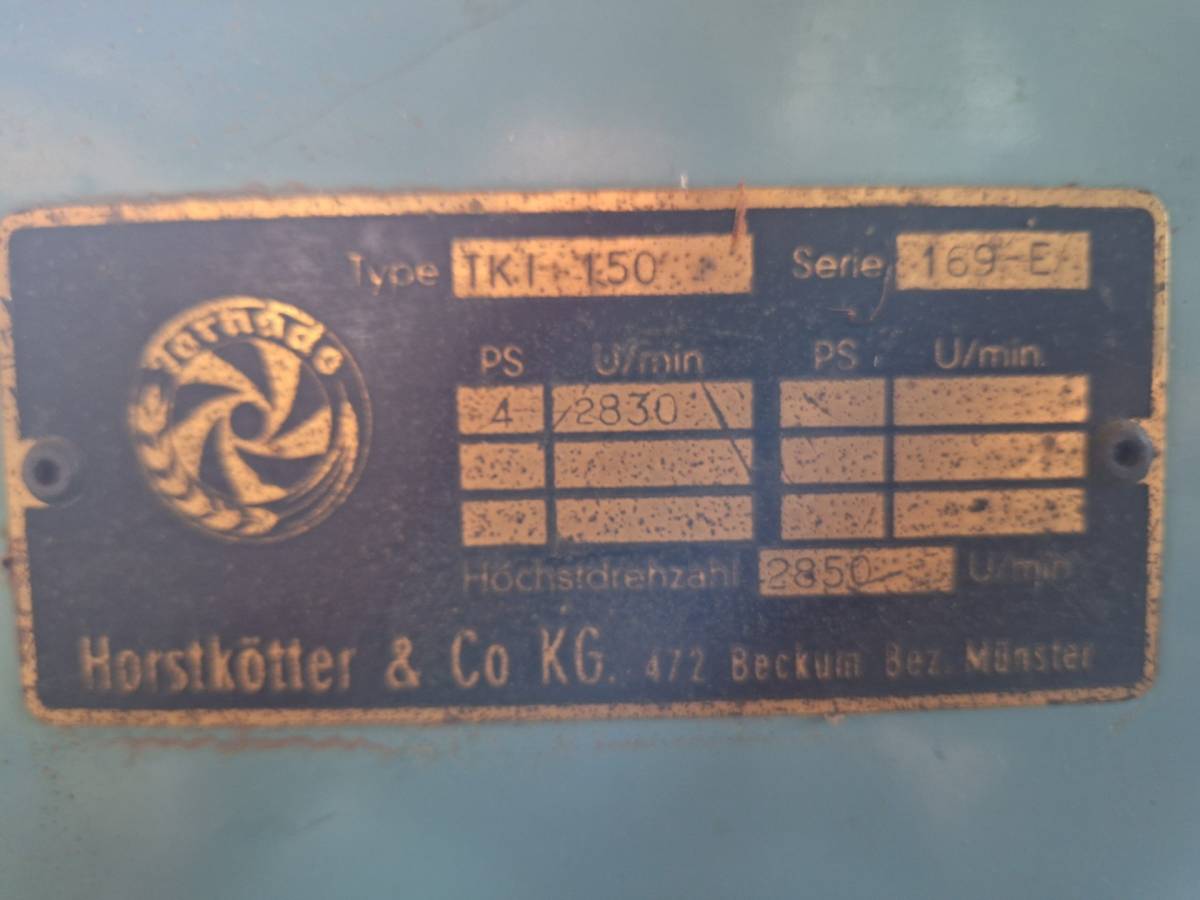 Tornado
Type TKI 150 Serie 169-E
PS U/min PS U/min.
4 2830
Höchstdrehzahl 2850 U/min
Horstkötter & Co KG. 472 Beckum Bez. Münster